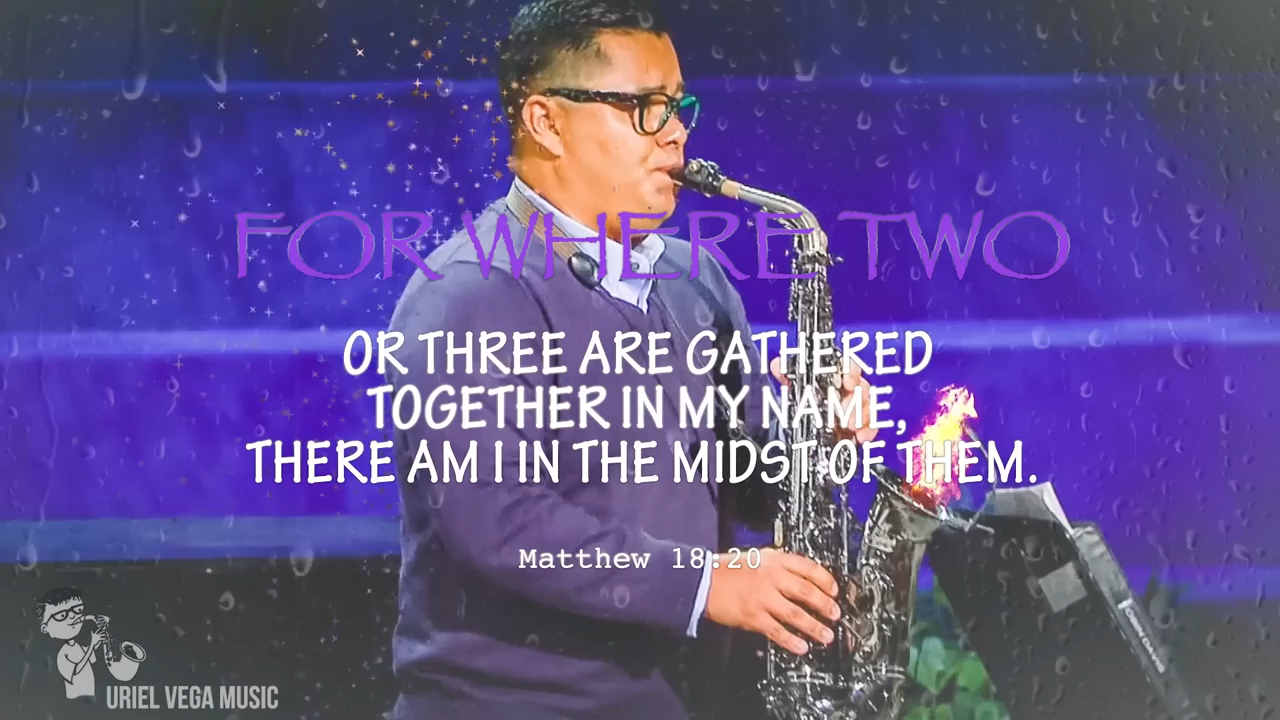 FOR WHERE TWO
OR THREE ARE GATHERED
TOGETHER IN MY NAME,
THERE AM I IN THE MIDST OF THEM.
Matthew 18:20
URIEL VEGA MUSIC